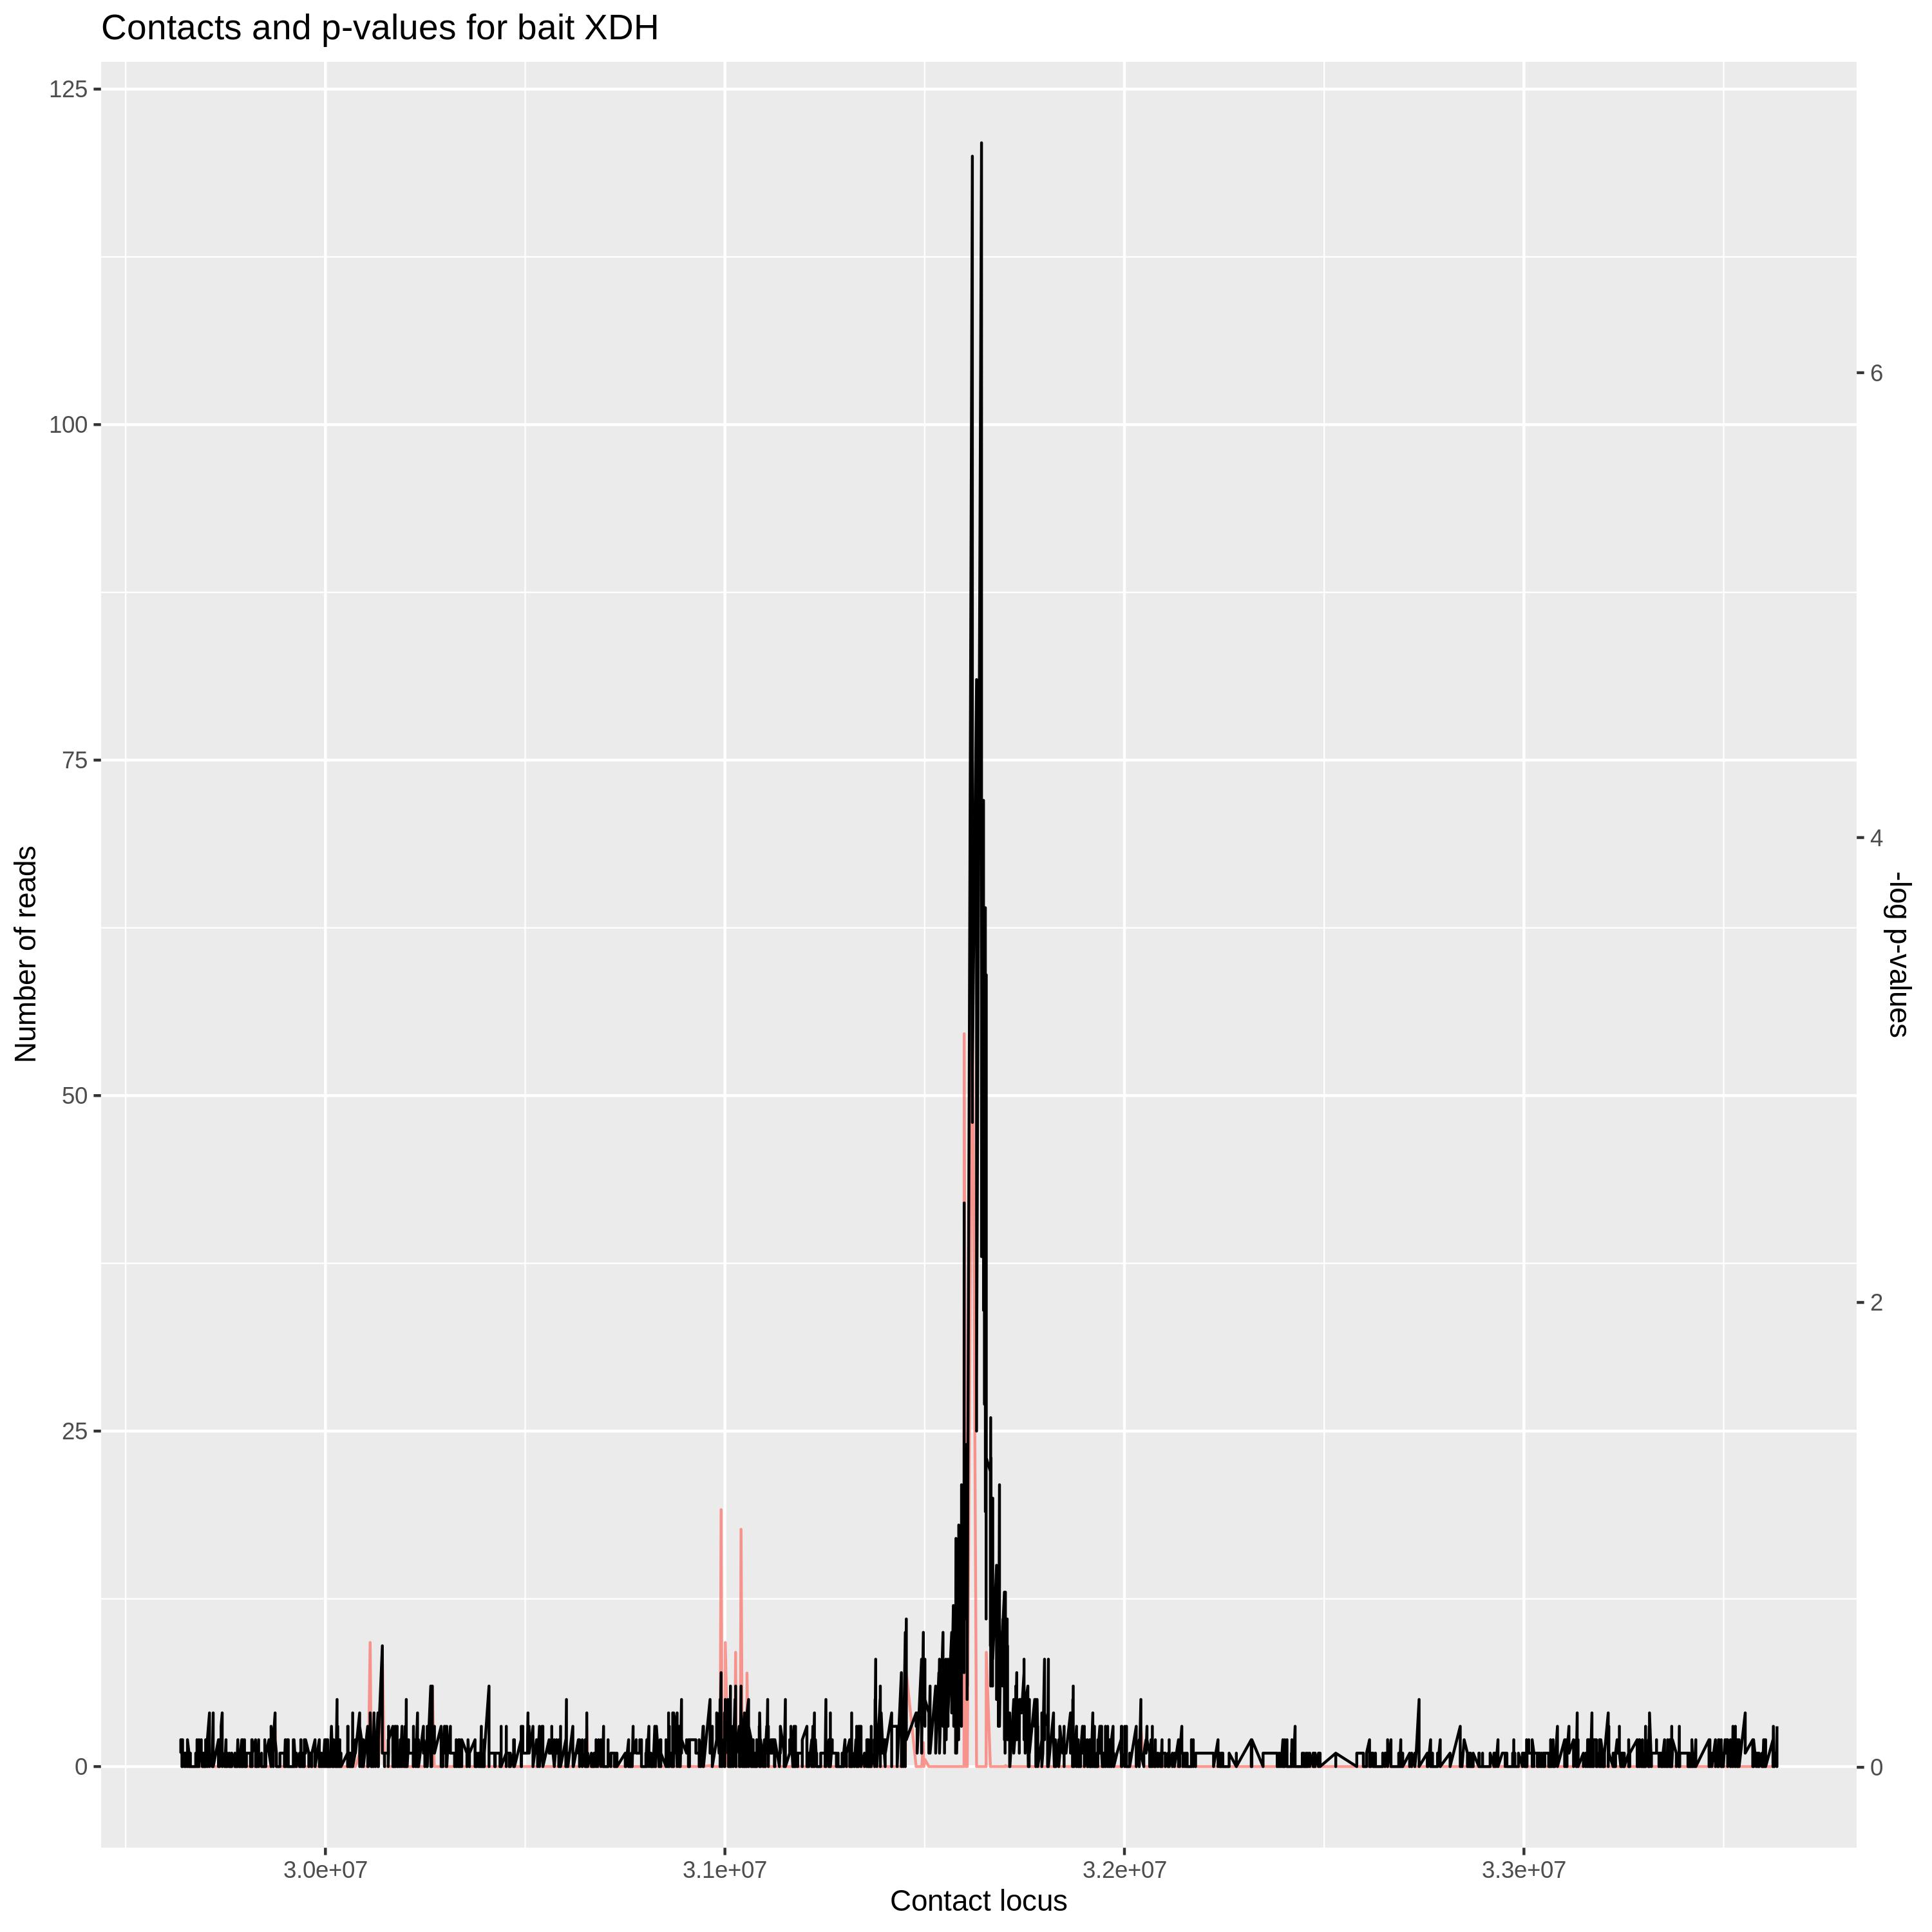 Contacts and p-values for bait XDH
125
100
75
50
25
0
Number of reads
6
4
2
0
-log p-values
3.0e+07
3.1e+07
3.2e+07
3.3e+07
Contact locus